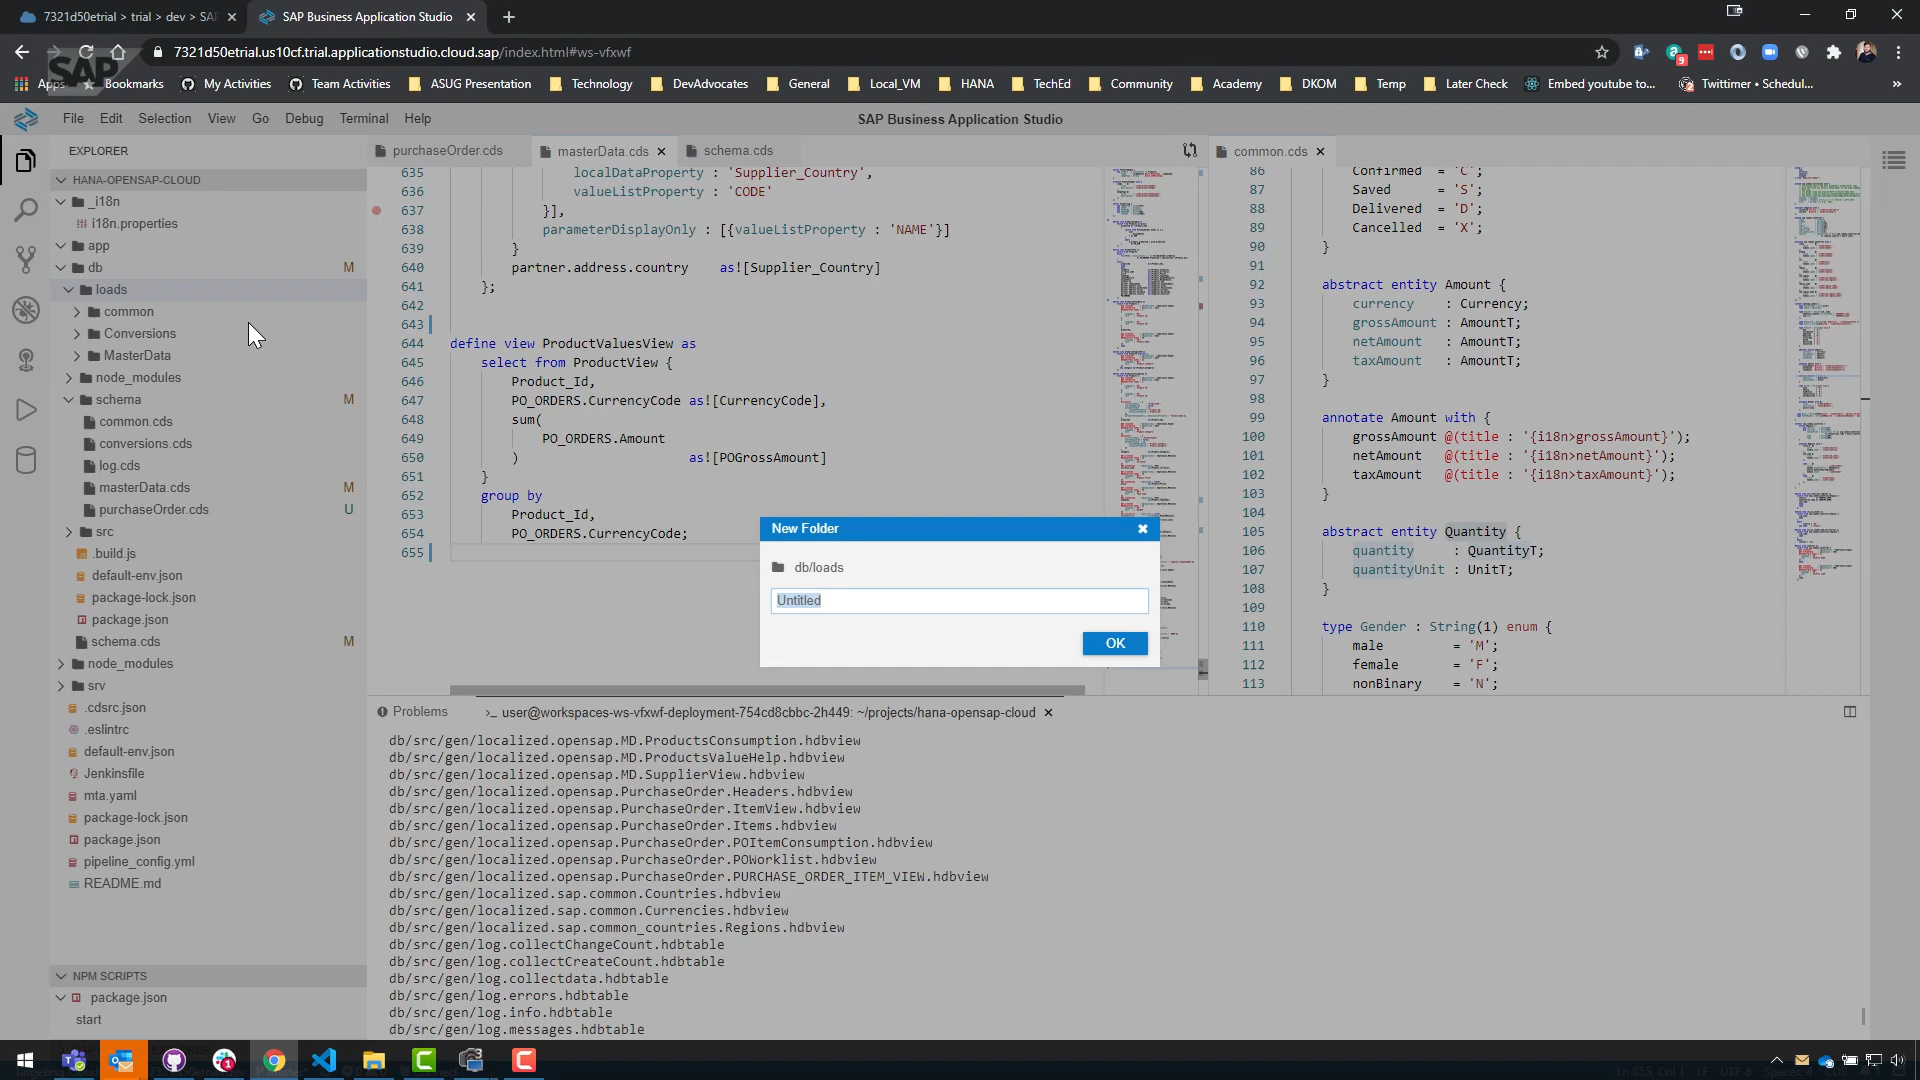 7321d50etrial > trial > dev > SAP
SAP Business Application Studio
7321d50etrial.us10cf.trial.applicationstudio.cloud.sap/index.html#ws-vfxwf
SAP
Apps
Bookmarks
My Activities
Team Activities
ASUG Presentation
Technology
DevAdvocates
General
Local_VM
HANA
TechEd
Community
Academy
DKOM
Temp
Later Check
Embed youtube to...
Twittimer • Schedul...
File Edit Selection View Go Debug Terminal Help
SAP Business Application Studio
EXPLORER
HANA-OPENSAP-CLOUD
_i18n
i18n.properties
app
db M
loads
common
Conversions
MasterData
node_modules
schema M
common.cds
conversions.cds
log.cds
masterData.cds M
purchaseOrder.cds U
src
.build.js
default-env.json
package-lock.json
package.json
schema.cds M
node_modules
srv
.cdsrc.json
.eslintrc
default-env.json
Jenkinsfile
mta.yaml
package-lock.json
package.json
pipeline_config.yml
README.md
NPM SCRIPTS
package.json
start
purchaseOrder.cds
masterData.cds
schema.cds
635 localDataProperty : 'Supplier_Country',
636 valueListProperty : 'CODE'
637 }],
638 parameterDisplayOnly : [{valueListProperty : 'NAME'}]
639 }
640 partner.address.country as![Supplier_Country]
641 };
642
643
644 define view ProductValuesView as
645 select from ProductView {
646 Product_Id,
647 PO_ORDERS.CurrencyCode as![CurrencyCode],
648 sum(
649 PO_ORDERS.Amount
650 ) as![POGrossAmount]
651 }
652 group by
653 Product_Id,
654 PO_ORDERS.CurrencyCode;
655
common.cds
86 Confirmed = 'C';
87 Saved = 'S';
88 Delivered = 'D';
89 Cancelled = 'X';
90 }
91
92 abstract entity Amount {
93 currency : Currency;
94 grossAmount : AmountT;
95 netAmount : AmountT;
96 taxAmount : AmountT;
97 }
98
99 annotate Amount with {
100 grossAmount @(title : '{i18n>grossAmount}');
101 netAmount @(title : '{i18n>netAmount}');
102 taxAmount @(title : '{i18n>taxAmount}');
103 }
104
105 abstract entity Quantity {
106 quantity : QuantityT;
107 quantityUnit : UnitT;
108 }
109
110 type Gender : String(1) enum {
111 male = 'M';
112 female = 'F';
113 nonBinary = 'N';
New Folder
db/loads
Untitled
OK
Problems
>_ user@workspaces-ws-vfxwf-deployment-754cd8cbbc-2h449: ~/projects/hana-opensap-cloud
db/src/gen/localized.opensap.MD.ProductsConsumption.hdbview
db/src/gen/localized.opensap.MD.ProductsValueHelp.hdbview
db/src/gen/localized.opensap.MD.SupplierView.hdbview
db/src/gen/localized.opensap.PurchaseOrder.Headers.hdbview
db/src/gen/localized.opensap.PurchaseOrder.ItemView.hdbview
db/src/gen/localized.opensap.PurchaseOrder.Items.hdbview
db/src/gen/localized.opensap.PurchaseOrder.POItemConsumption.hdbview
db/src/gen/localized.opensap.PurchaseOrder.POWorklist.hdbview
db/src/gen/localized.opensap.PurchaseOrder.PURCHASE_ORDER_ITEM_VIEW.hdbview
db/src/gen/localized.sap.common.Countries.hdbview
db/src/gen/localized.sap.common.Currencies.hdbview
db/src/gen/localized.sap.common_countries.Regions.hdbview
db/src/gen/log.collectChangeCount.hdbtable
db/src/gen/log.collectCreateCount.hdbtable
db/src/gen/log.collectdata.hdbtable
db/src/gen/log.errors.hdbtable
db/src/gen/log.info.hdbtable
db/src/gen/log.messages.hdbtable